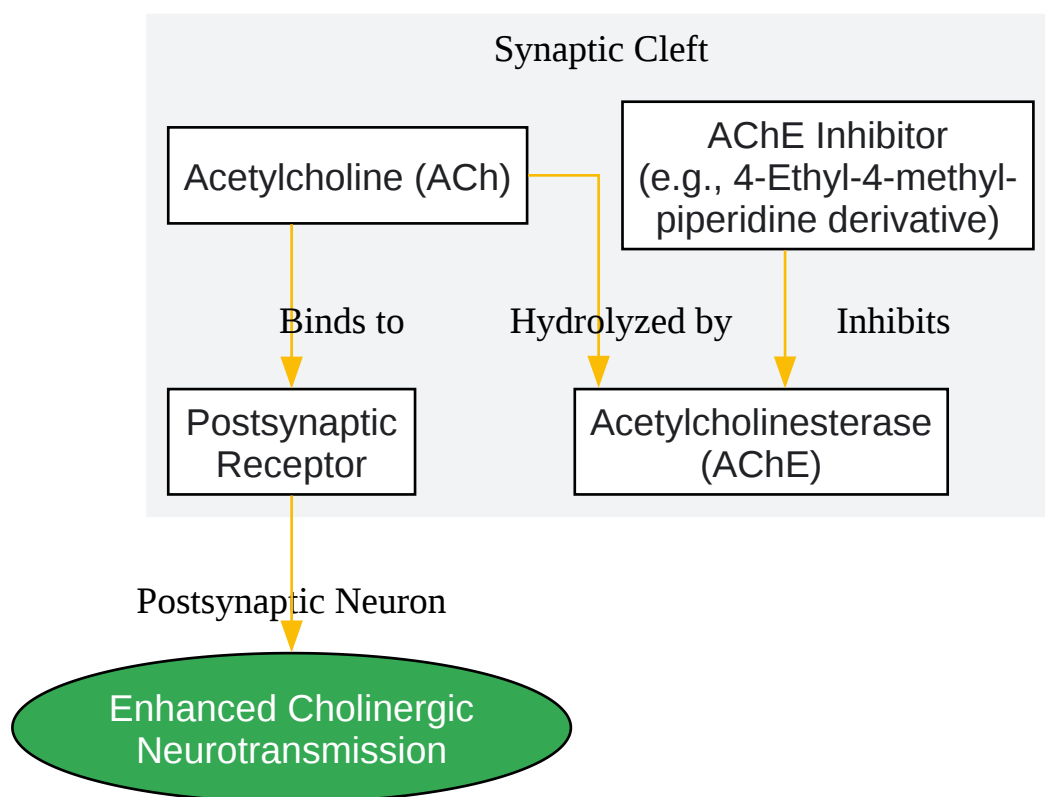 Synaptic Cleft
Acetylcholine (ACh)
AChE Inhibitor
(e.g., 4-Ethyl-4-methyl-
piperidine derivative)
Binds to
Hydrolyzed by
Inhibits
Postsynaptic
Receptor
Acetylcholinesterase
(AChE)
Postsynaptic Neuron
Enhanced Cholinergic
Neurotransmission